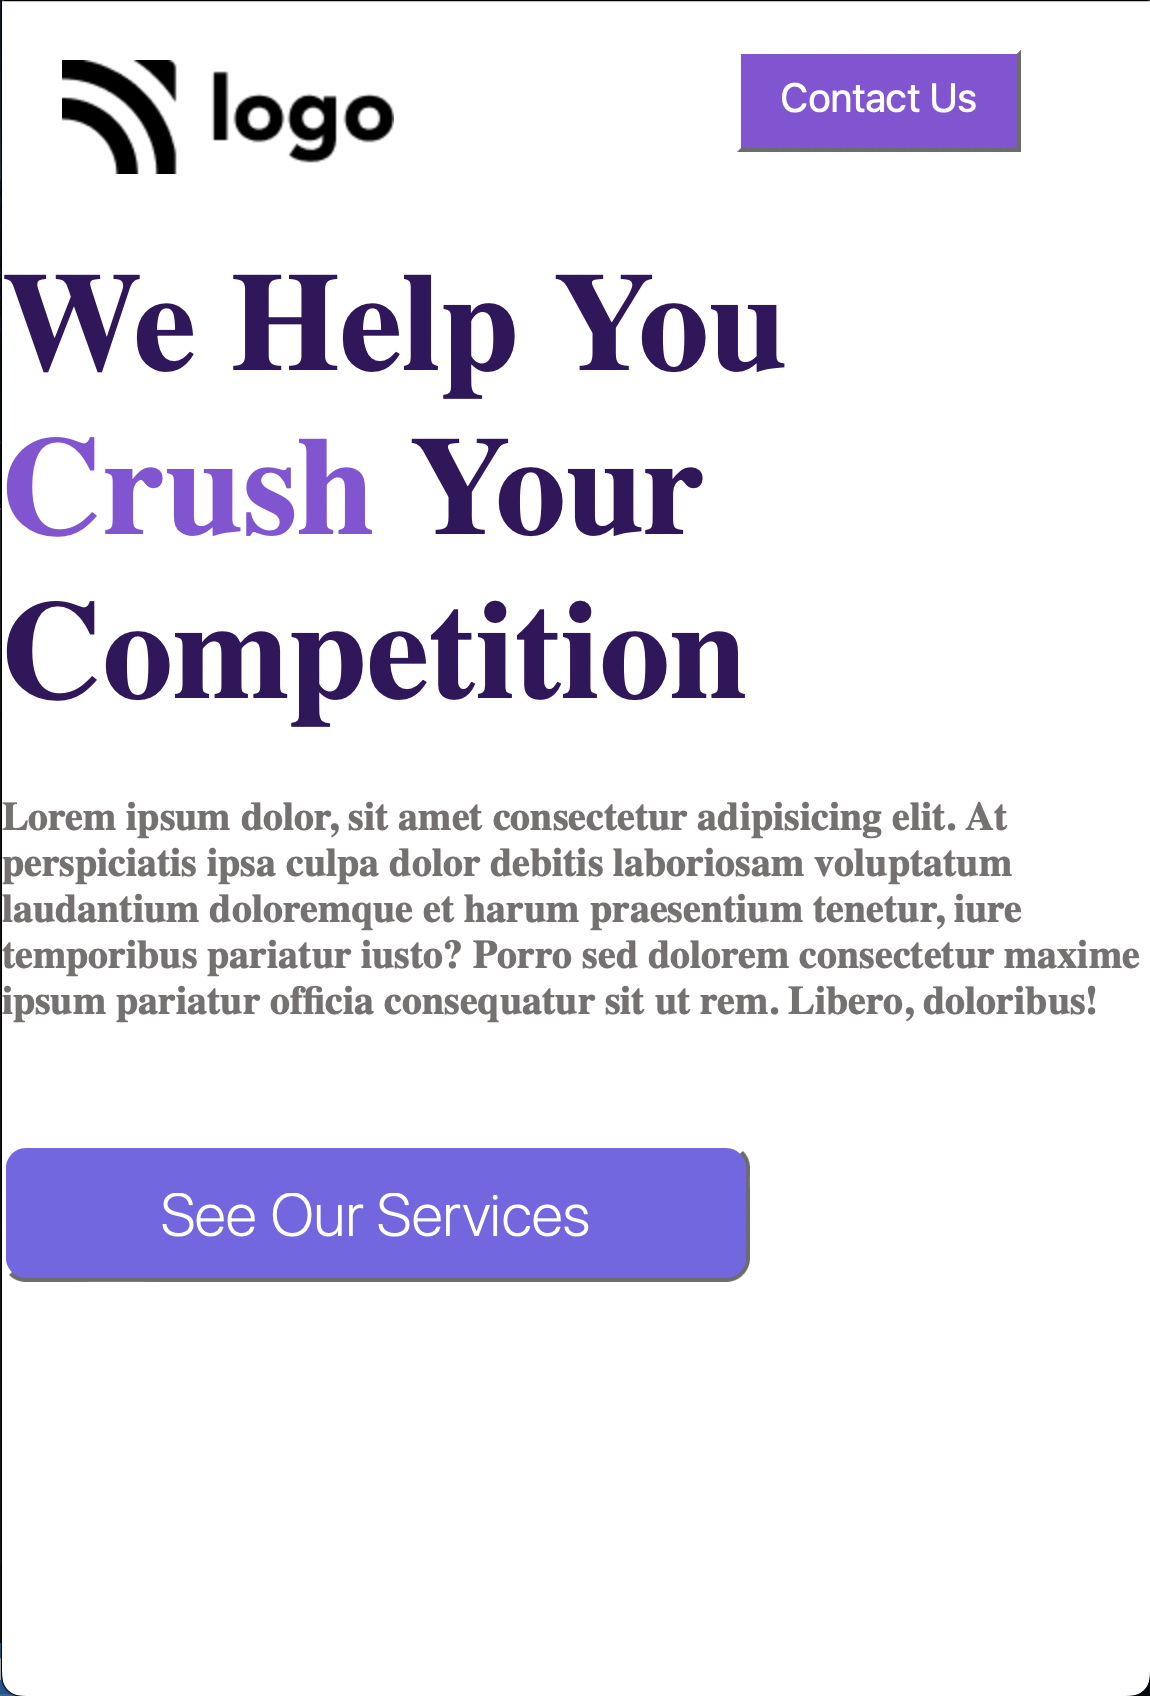 logo
Contact Us
We Help You
Crush Your
Competition
Lorem ipsum dolor, sit amet consectetur adipisicing elit. At
perspiciatis ipsa culpa dolor debitis laboriosam voluptatum
laudantium doloremque et harum praesentium tenetur, iure
temporibus pariatur iusto? Porro sed dolorem consectetur maxime
ipsum pariatur officia consequatur sit ut rem. Libero, doloribus!
See Our Services